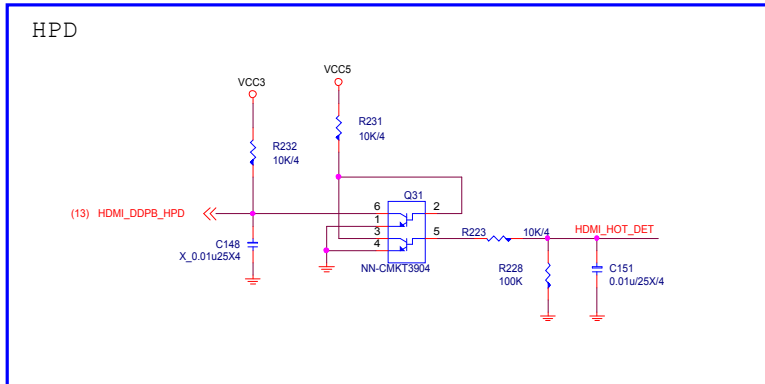 HPD
VCC3
VCC5
R232
10K/4
R231
10K/4
(13) HDMI_DDPB_HPD
C148
X_0.01u25X4
Q31
6
1
3
4
2
5
NN-CMKT3904
R223
10K/4
HDMI_HOT_DET
R228
100K
C151
0.01u/25X/4